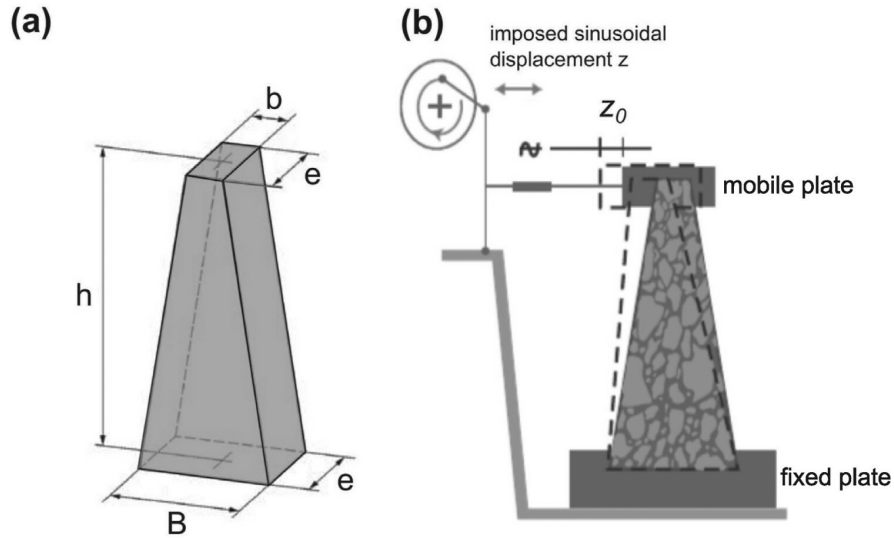 (a)
b
e
h
e
B
(b)
imposed sinusoidal
displacement z
z0
mobile plate
fixed plate